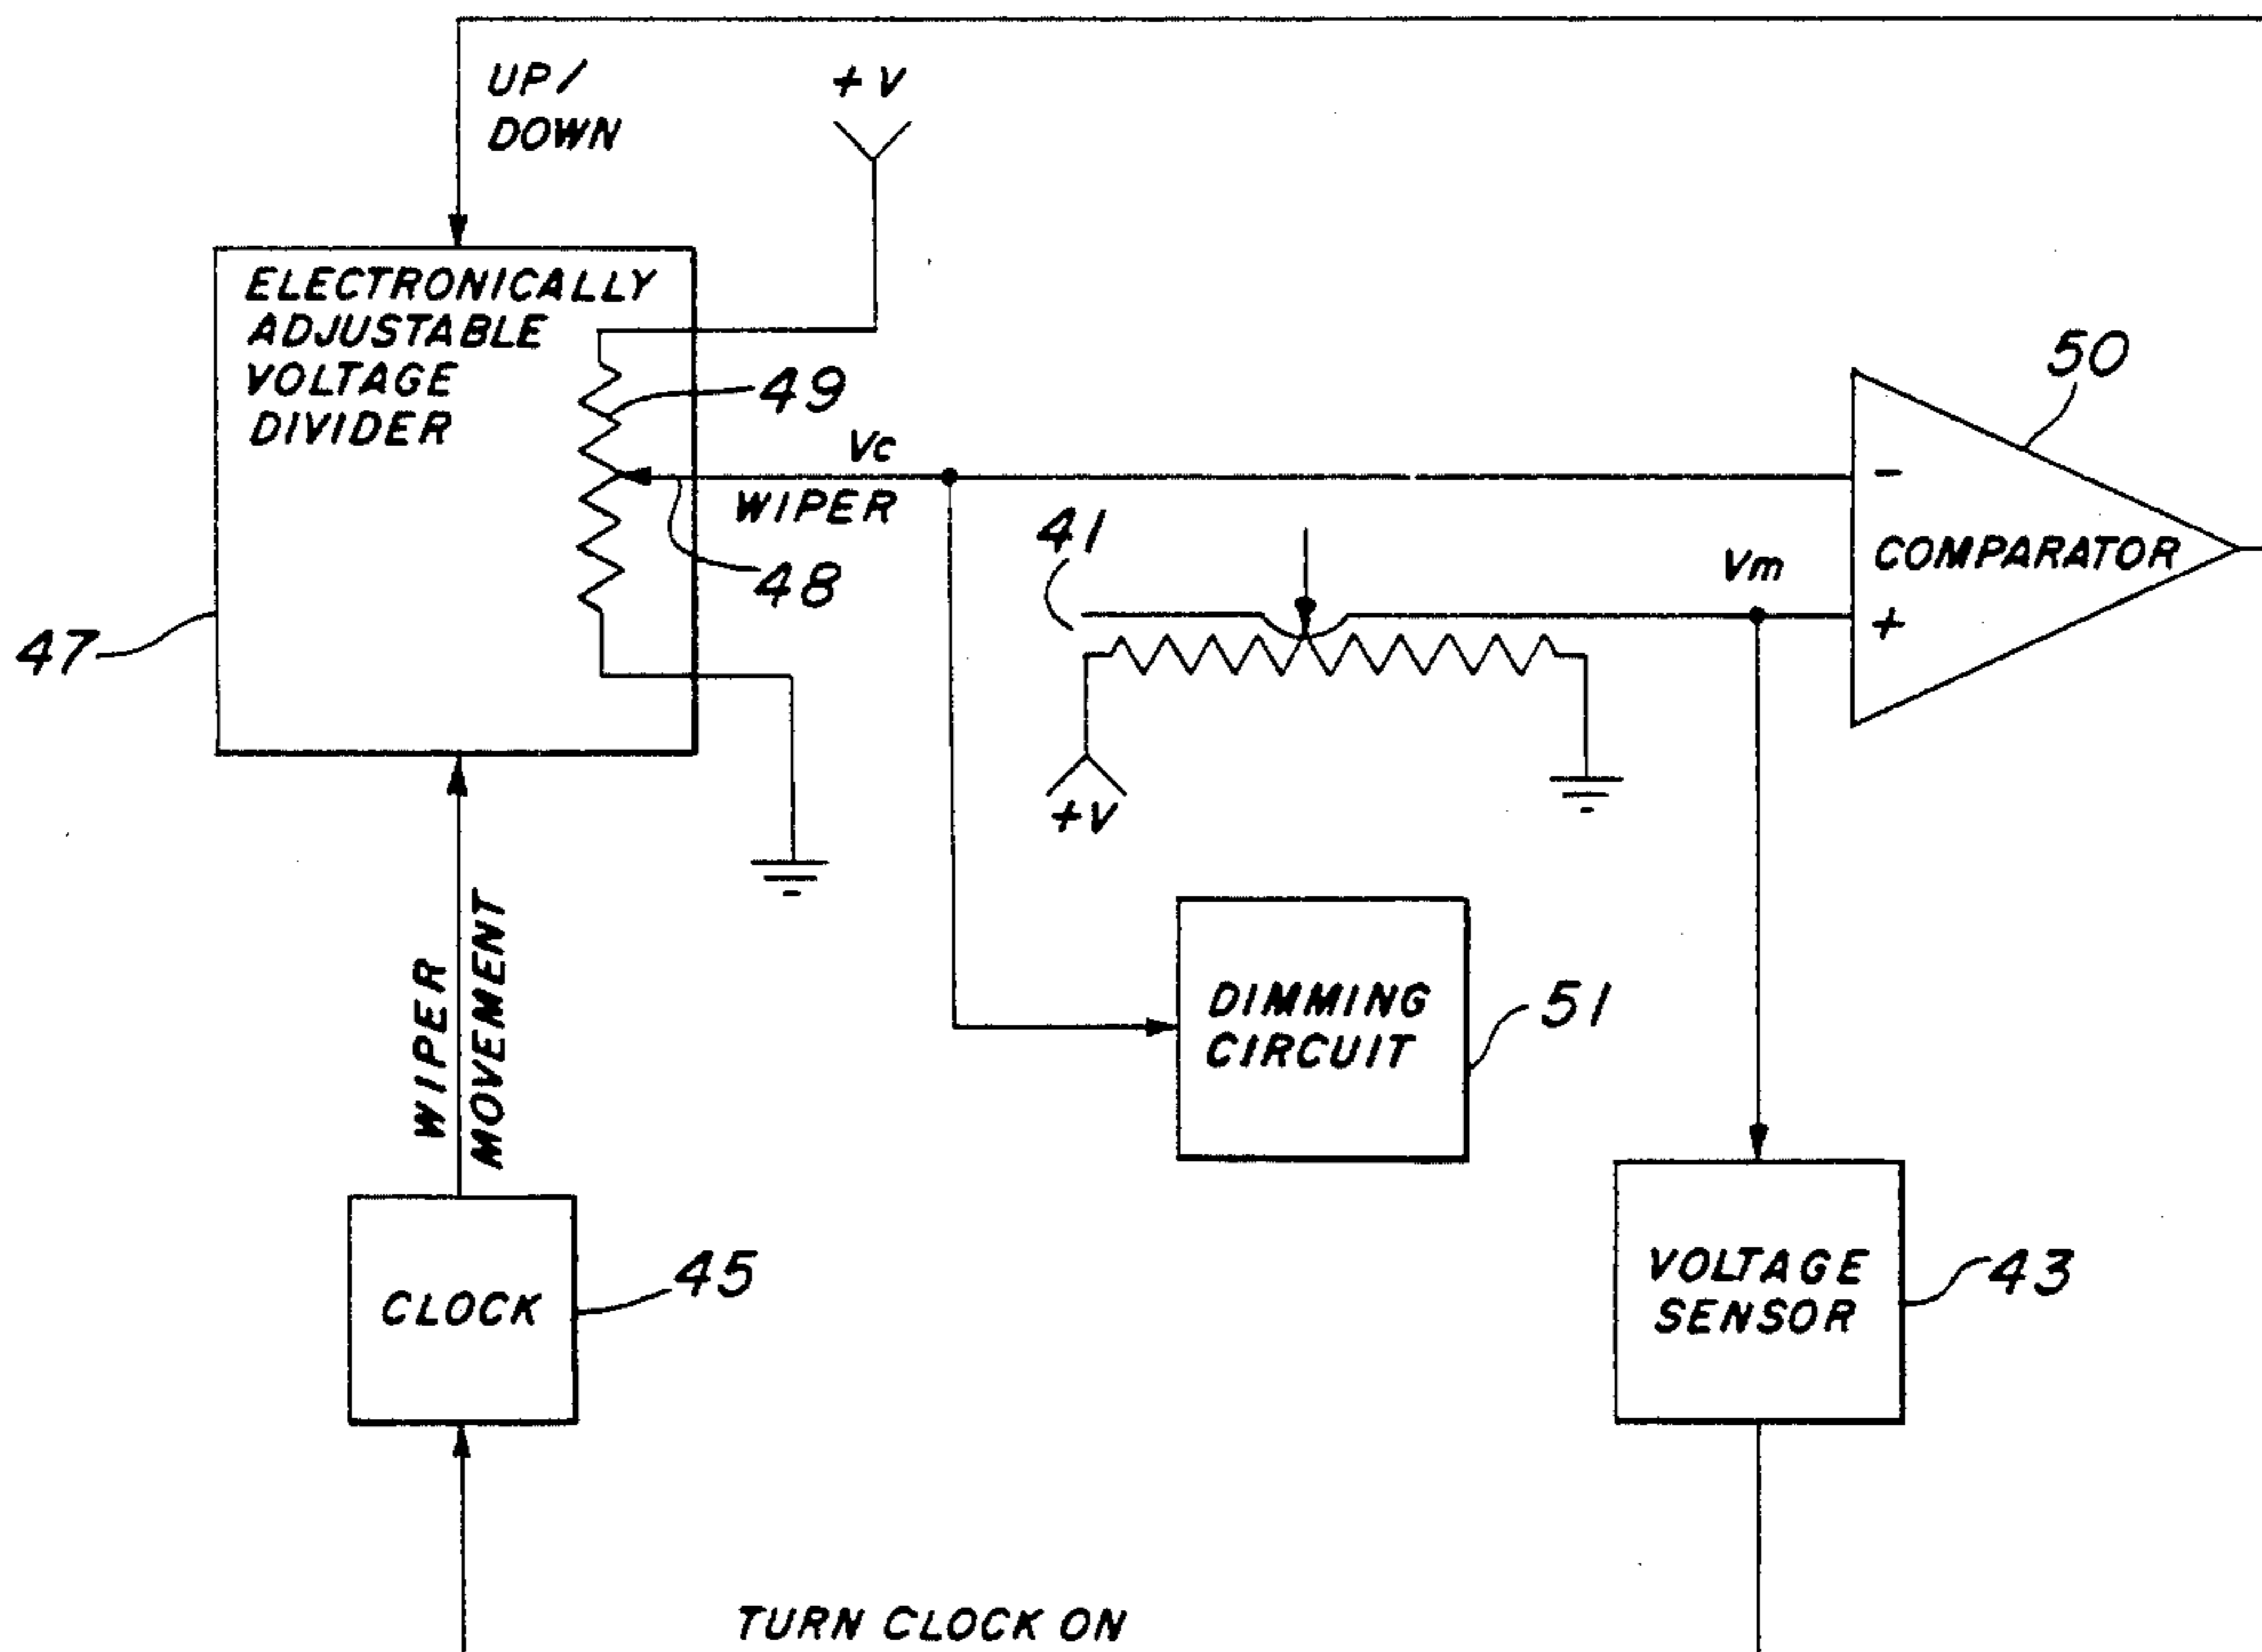 UP/
DOWN
+V
ELECTRONICALLY
ADJUSTABLE
VOLTAGE
DIVIDER
49
Vc
WIPER
48
47
41
50
-
COMPARATOR
Vm
+
+V
DIMMING
CIRCUIT
51
WIPER
MOVEMENT
CLOCK
45
VOLTAGE
SENSOR
43
TURN CLOCK ON